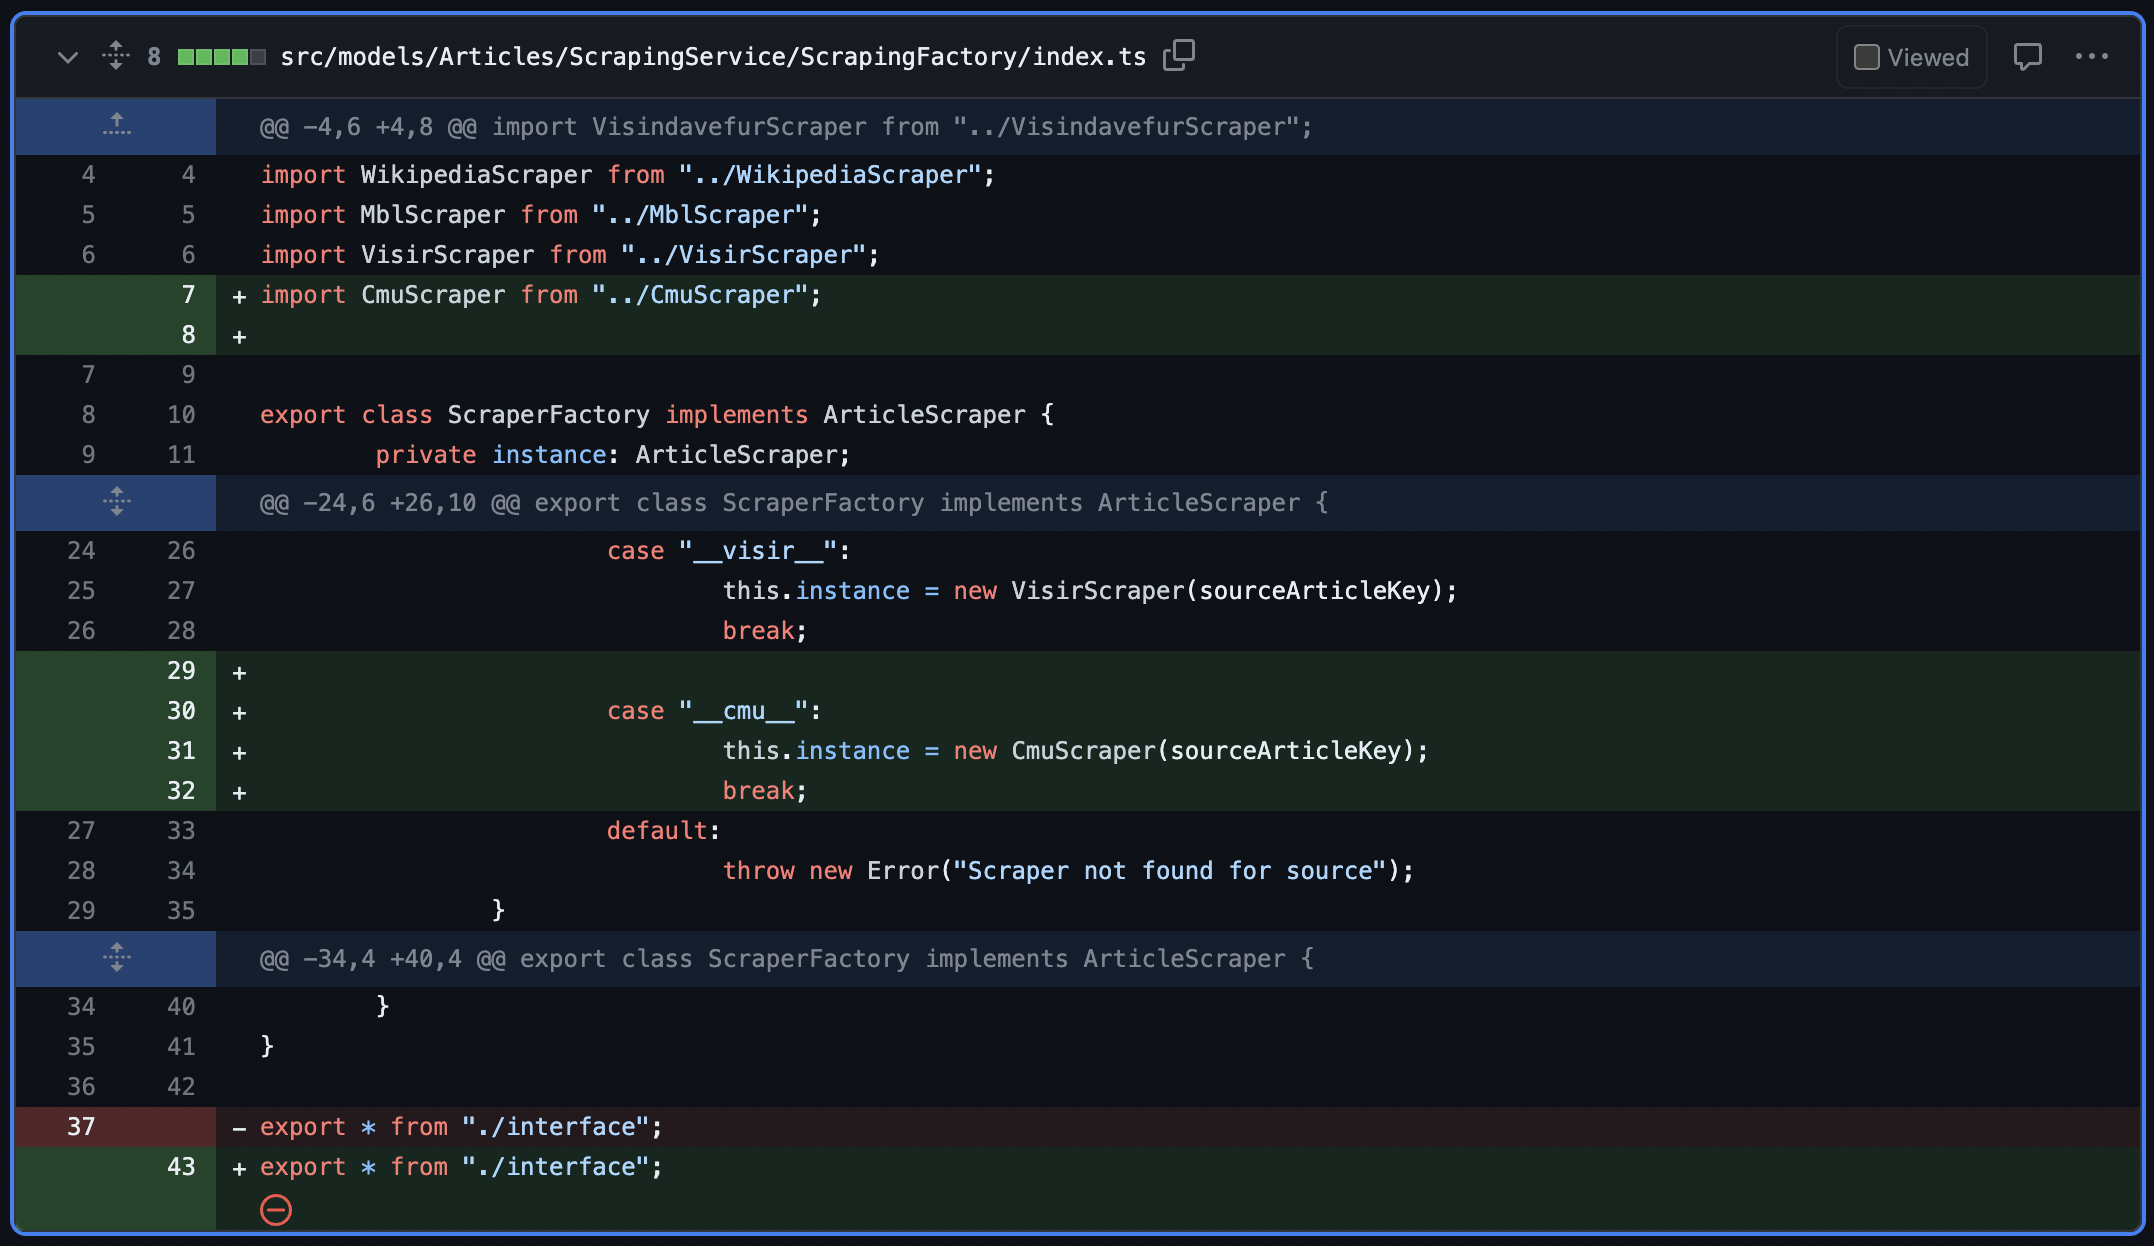 8 src/models/Articles/ScrapingService/ScrapingFactory/index.ts Viewed
@@ -4,6 +4,8 @@ import VisindavefurScraper from "../VisindavefurScraper";
4 4 import WikipediaScraper from "../WikipediaScraper";
5 5 import MblScraper from "../MblScraper";
6 6 import VisirScraper from "../VisirScraper";
7 + import CmuScraper from "../CmuScraper";
8 +
7 9
8 10 export class ScraperFactory implements ArticleScraper {
9 11 private instance: ArticleScraper;
@@ -24,6 +26,10 @@ export class ScraperFactory implements ArticleScraper {
24 26 case "__visir__":
25 27 this.instance = new VisirScraper(sourceArticleKey);
26 28 break;
29 +
30 + case "__cmu__":
31 + this.instance = new CmuScraper(sourceArticleKey);
32 + break;
27 33 default:
28 34 throw new Error("Scraper not found for source");
29 35 }
@@ -34,4 +40,4 @@ export class ScraperFactory implements ArticleScraper {
34 40 }
35 41 }
36 42
37 - export * from "./interface";
43 + export * from "./interface";